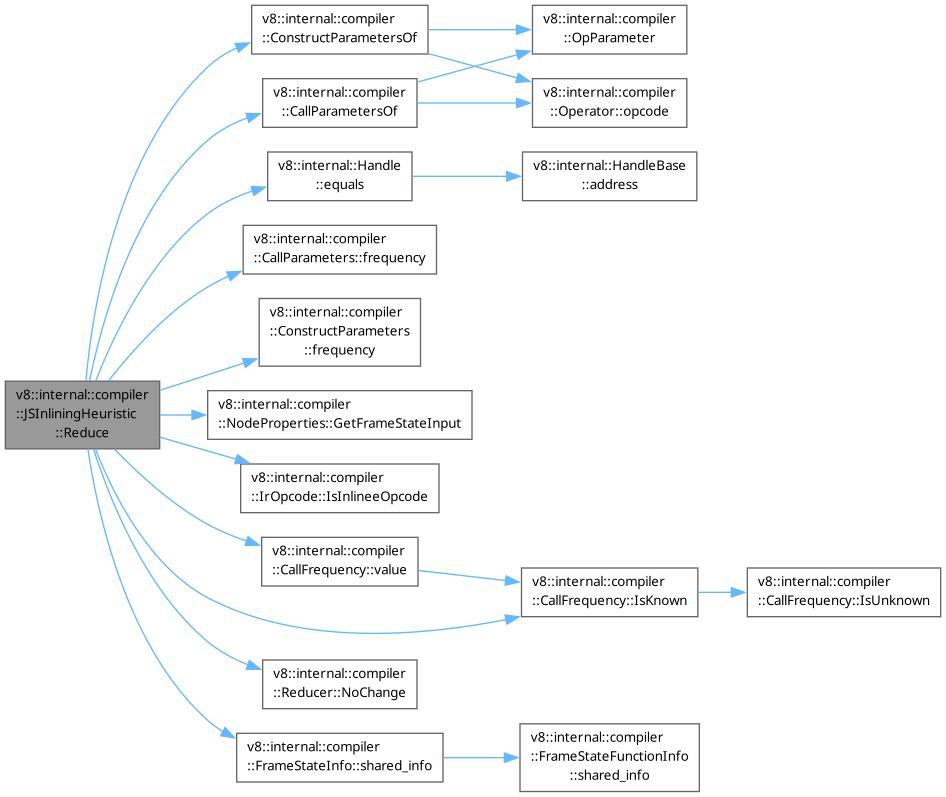 v8::internal::compiler
::JSInliningHeuristic
::Reduce
v8::internal::compiler
::ConstructParametersOf
v8::internal::compiler
::OpParameter
v8::internal::compiler
::CallParametersOf
v8::internal::compiler
::Operator::opcode
v8::internal::Handle
::equals
v8::internal::HandleBase
::address
v8::internal::compiler
::CallParameters::frequency
v8::internal::compiler
::ConstructParameters
::frequency
v8::internal::compiler
::NodeProperties::GetFrameStateInput
v8::internal::compiler
::IrOpcode::IsInlineeOpcode
v8::internal::compiler
::CallFrequency::value
v8::internal::compiler
::CallFrequency::IsKnown
v8::internal::compiler
::CallFrequency::IsUnknown
v8::internal::compiler
::Reducer::NoChange
v8::internal::compiler
::FrameStateInfo::shared_info
v8::internal::compiler
::FrameStateFunctionInfo
::shared_info